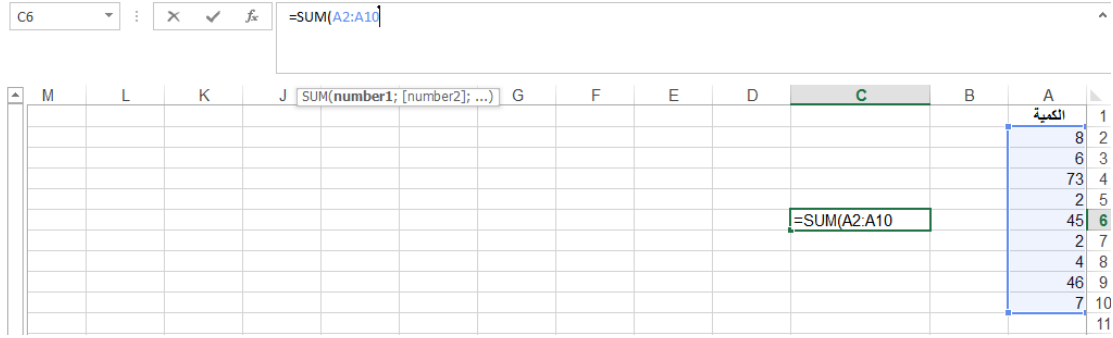 C6 fx =SUM(A2:A10
SUM(number1; [number2]; ...)
M L K J G F E D C B A
الكمية 1
8 2
6 3
73 4
2 5
=SUM(A2:A10 45 6
2 7
4 8
46 9
7 10
11